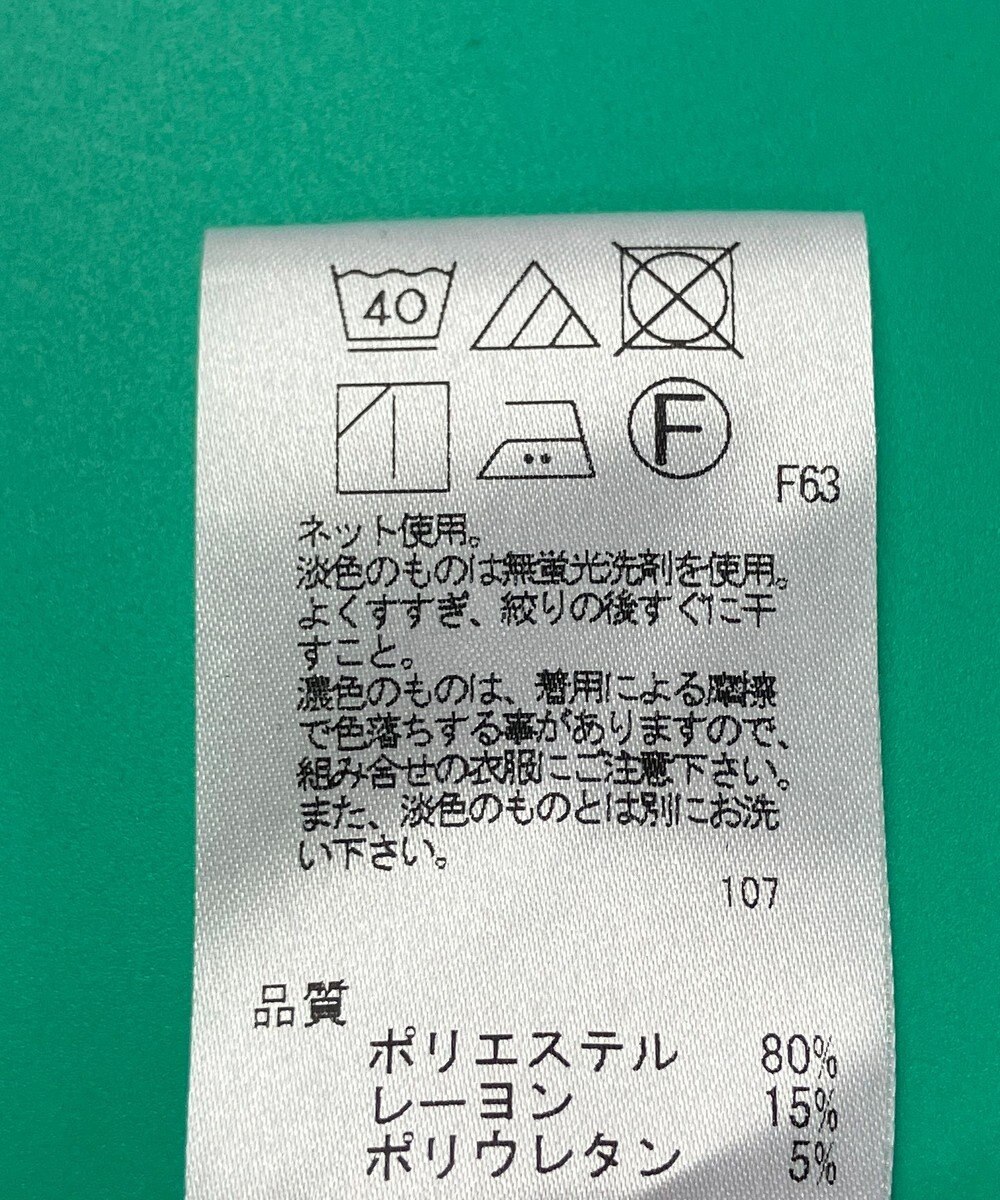 40
F
F63
ネット使用。
淡色のものは無蛍光洗剤を使用。
よくすすぎ、絞りの後すぐに干
すこと。
濃色のものは、着用による摩擦
で色落ちする事がありますので、
組み合せの衣服にご注意下さい。
また、淡色のものとは別にお洗
い下さい。
107
品質
ポリエステル 80%
レーヨン 15%
ポリウレタン 5%